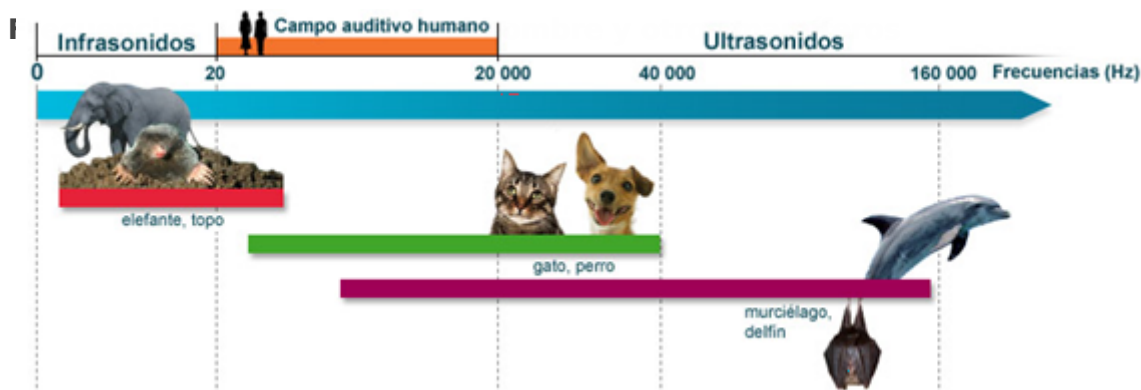 Infrasonidos
Campo auditivo humano
Ultrasonidos
0
20
20 000
40 000
160 000
Frecuencias (Hz)
elefante, topo
gato, perro
murciélago,
delfín